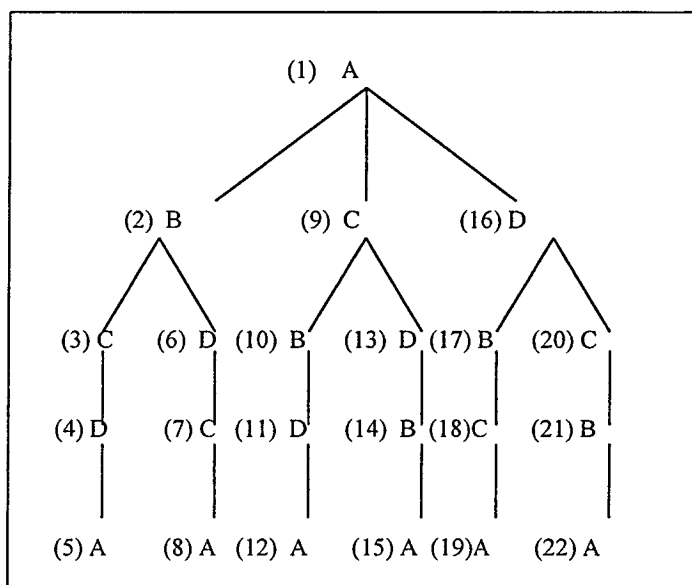 (1) A
(2) B (9) C (16) D
(3) C (6) D (10) B (13) D (17) B (20) C
(4) D (7) C (11) D (14) B (18)C (21) B
(5) A (8) A (12) A (15) A (19)A (22) A